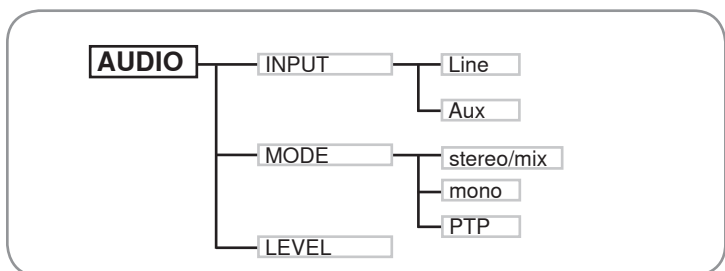 AUDIO
INPUT
Line
Aux
MODE
stereo/mix
mono
PTP
LEVEL